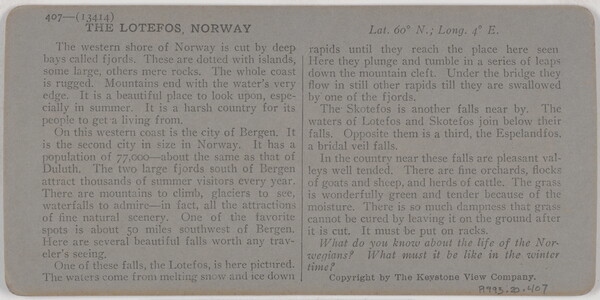 407—(13414)
THE LOTEFOS, NORWAY
Lat. 60° N.; Long. 4° E.
The western shore of Norway is cut by deep
bays called fjords. These are dotted with islands,
some large, others mere rocks. The whole coast
is rugged. Mountains end with the water's very
edge. It is a beautiful place to look upon, espe-
cially in summer. It is a harsh country for its
people to get a living from.
On this western coast is the city of Bergen. It
is the second city in size in Norway. It has a
population of 77,000—about the same as that of
Duluth. The two large fjords south of Bergen
attract thousands of summer visitors every year.
There are mountains to climb, glaciers to see,
waterfalls to admire—in fact, all the attractions
of fine natural scenery. One of the favorite
spots is about 50 miles southwest of Bergen.
Here are several beautiful falls worth any trav-
eler's seeing.
One of these falls, the Lotefos, is here pictured.
The waters come from melting snow and ice down
rapids until they reach the place here seen
Here they plunge and tumble in a series of leaps
down the mountain cleft. Under the bridge they
flow in still other rapids till they are swallowed
by one of the fjords.
The Skotefos is another falls near by. The
waters of Lotefos and Skotefos join below their
falls. Opposite them is a third, the Espelandfos,
a bridal veil falls.
In the country near these falls are pleasant val-
leys well tended. There are fine orchards, flocks
of goats and sheep, and herds of cattle. The grass
is wonderfully green and tender because of the
moisture. There is so much dampness that grass
cannot be cured by leaving it on the ground after
it is cut. It must be put on racks.
What do you know about the life of the Nor-
wegians? What must it be like in the winter
time?
Copyright by The Keystone View Company.
R993.20.407